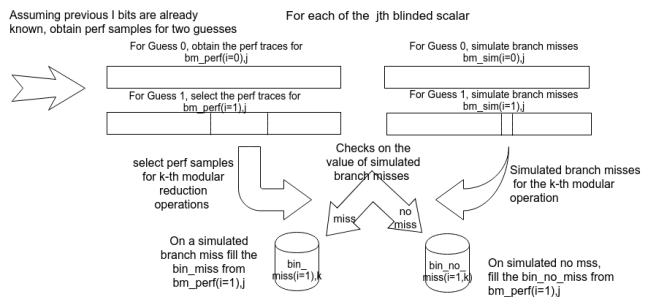 Assuming previous I bits are already
known, obtain perf samples for two guesses
For each of the jth blinded scalar
For Guess 0, obtain the perf traces for
bm_perf(i=0),j
For Guess 0, simulate branch misses
bm_sim(i=0),j
For Guess 1, select the perf traces for
bm_perf(i=1),j
For Guess 1, simulate branch misses
bm_sim(i=1),j
select perf samples
for k-th modular
reduction
operations
Checks on the
value of simulated
branch misses
Simulated branch misses
for the k-th modular
operation
miss
no
miss
On a simulated
branch miss fill the
bin_miss from
bm_perf(i=1),j
bin_
miss(i=1),k
bin_no_
miss(i=1,k)
On simulated no mss,
fill the bin_no_miss from
bm_perf(i=1),j